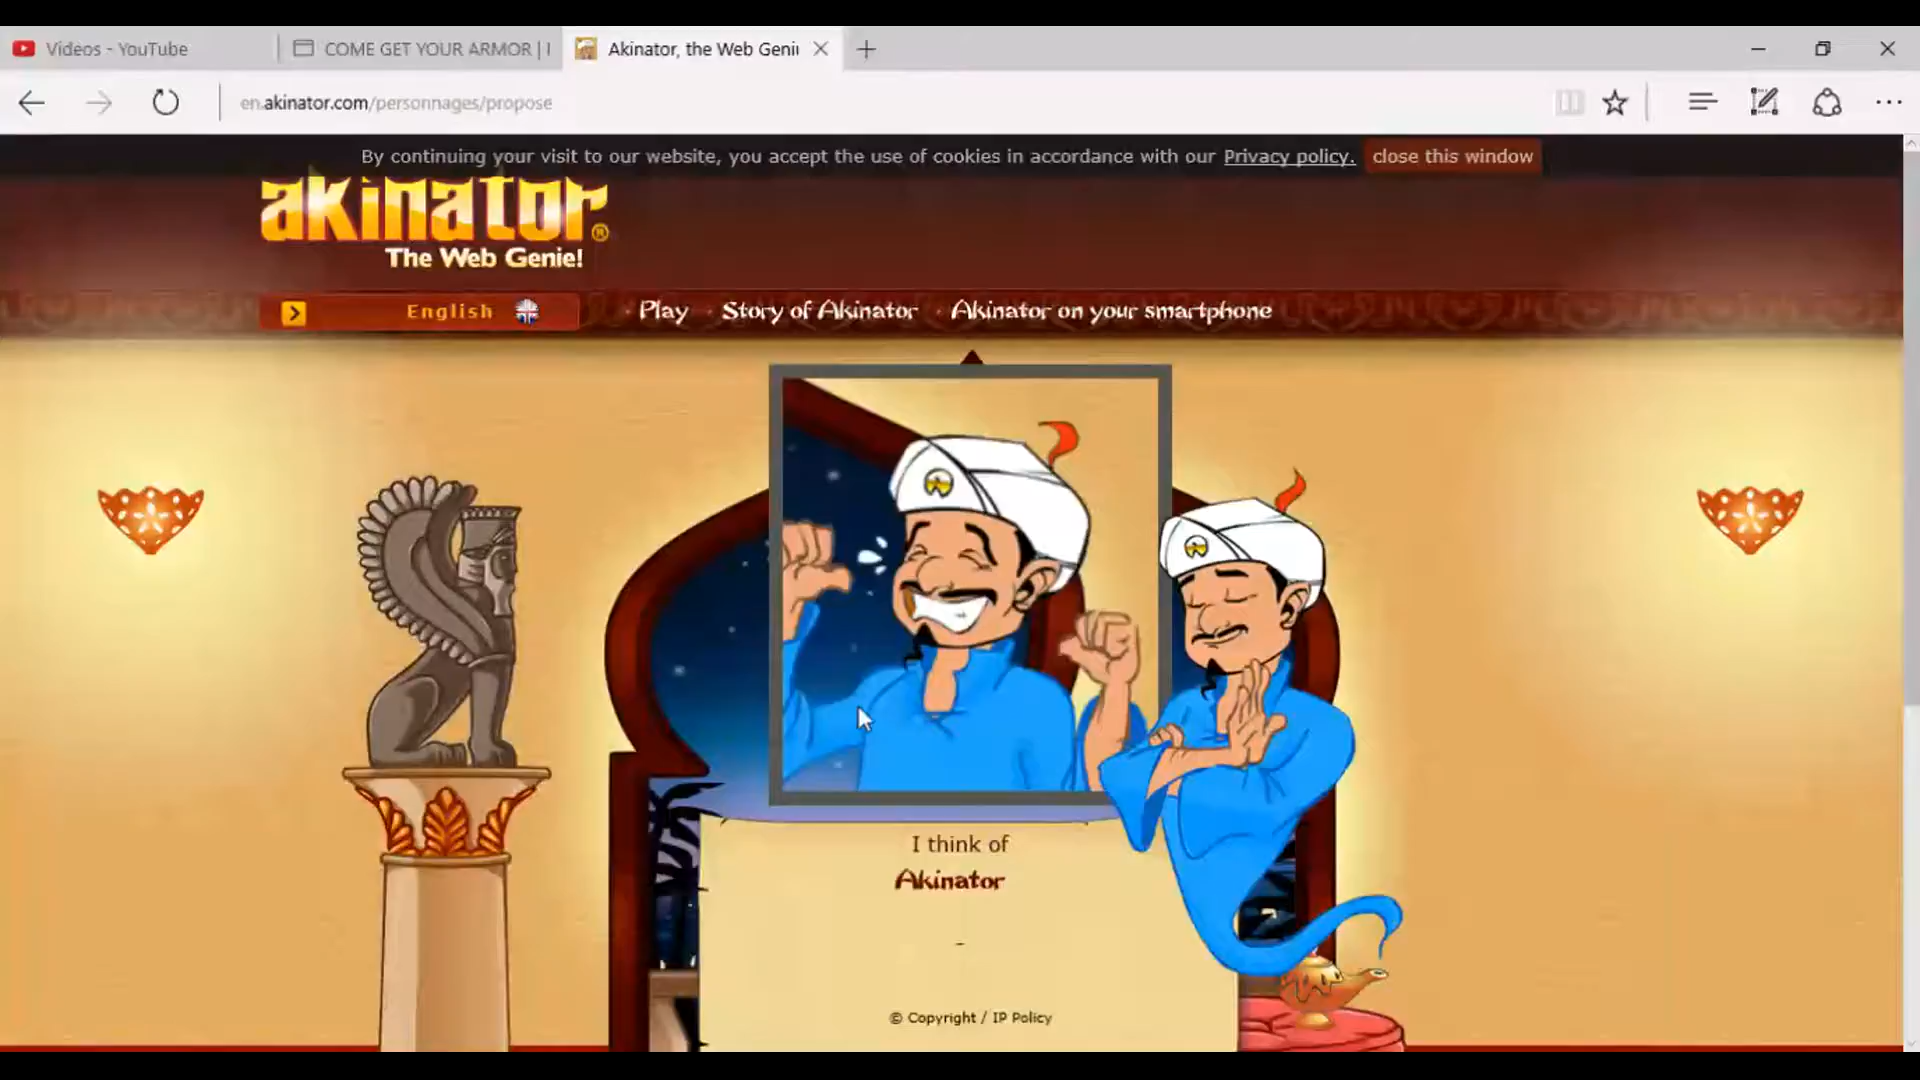 Videos - YouTube
COME GET YOUR ARMOR | I
Akinator, the Web Geni
en.akinator.com/personnages/propose
By continuing your visit to our website, you accept the use of cookies in accordance with our Privacy policy. close this window
akinator®
The Web Genie!
English
· Play · Story of Akinator · Akinator on your smartphone
I think of
Akinator
-
© Copyright / IP Policy